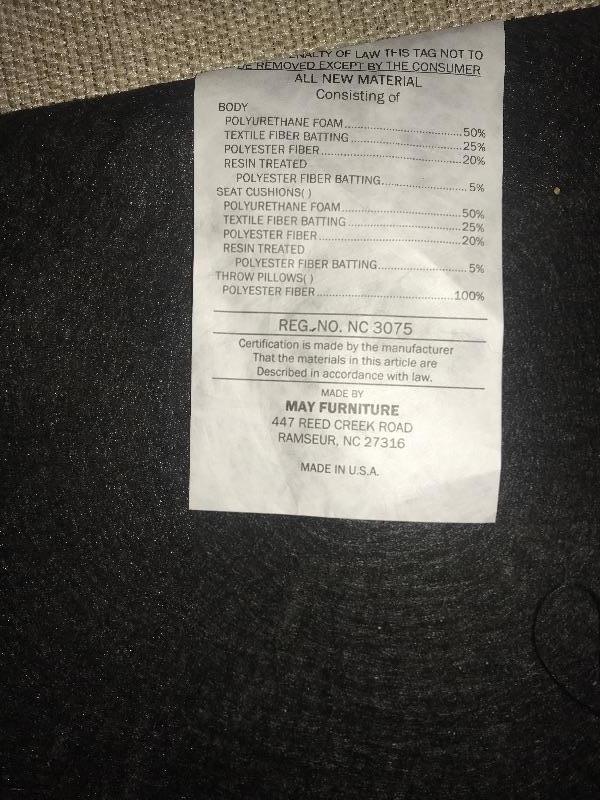 LTY OF LAW THIS TAG NOT TO
BE REMOVED EXCEPT BY THE CONSUMER
ALL NEW MATERIAL
Consisting of
BODY
POLYURETHANE FOAM..............................50%
TEXTILE FIBER BATTING............................25%
POLYESTER FIBER...................................20%
RESIN TREATED
POLYESTER FIBER BATTING......................5%
SEAT CUSHIONS( )
POLYURETHANE FOAM..............................50%
TEXTILE FIBER BATTING............................25%
POLYESTER FIBER...................................20%
RESIN TREATED
POLYESTER FIBER BATTING.......................5%
THROW PILLOWS( )
POLYESTER FIBER...................................100%
REG. NO. NC 3075
Certification is made by the manufacturer
That the materials in this article are
Described in accordance with law.
MADE BY
MAY FURNITURE
447 REED CREEK ROAD
RAMSEUR, NC 27316
MADE IN U.S.A.